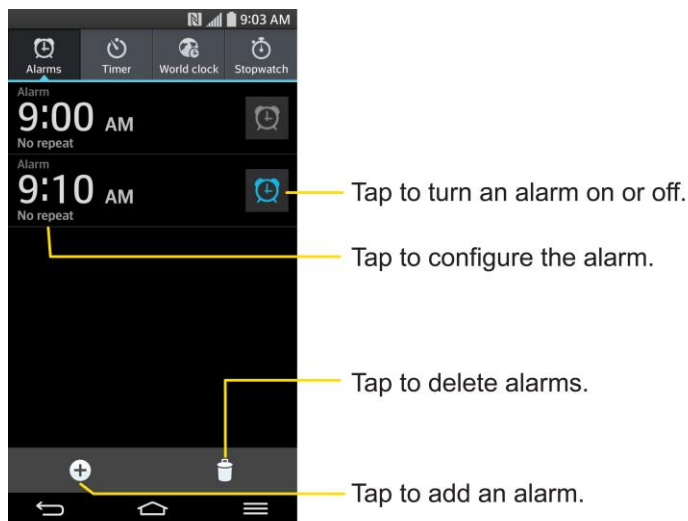 9:03 AM
Alarms Timer World clock Stopwatch
Alarm
9:00 AM
No repeat
Alarm
9:10 AM
No repeat
Tap to turn an alarm on or off.
Tap to configure the alarm.
Tap to delete alarms.
Tap to add an alarm.